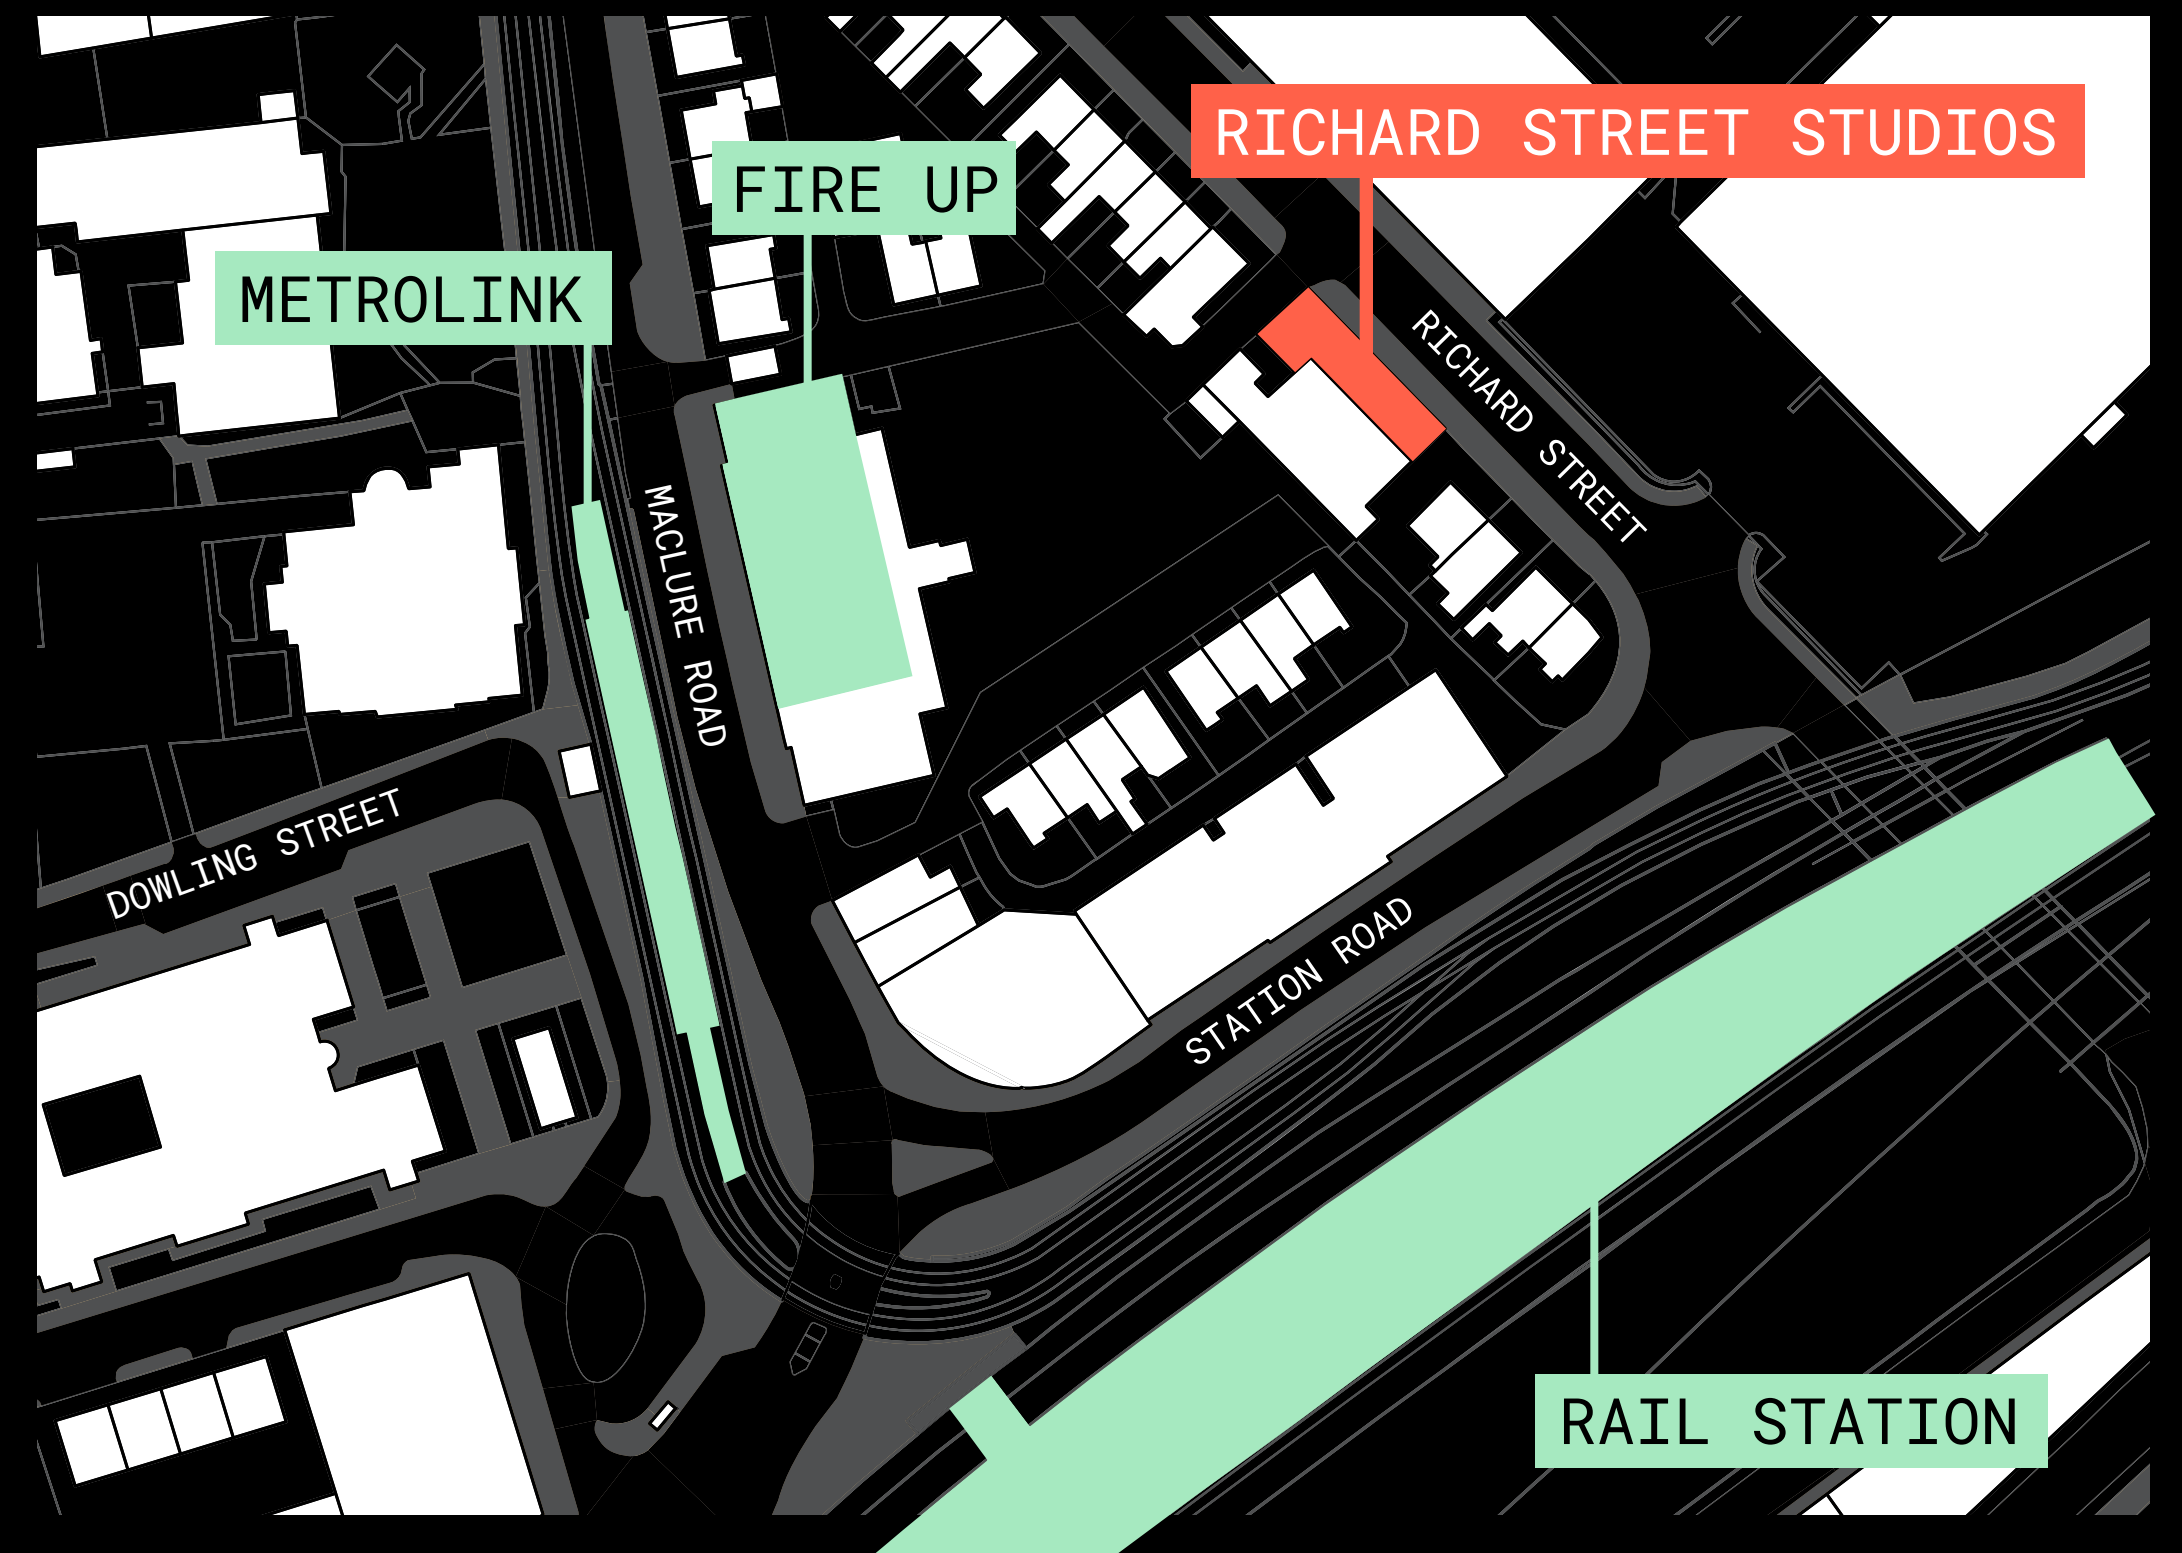 RICHARD STREET STUDIOS
FIRE UP
METROLINK
RICHARD STREET
MACLURE ROAD
DOWLING STREET
STATION ROAD
RAIL STATION